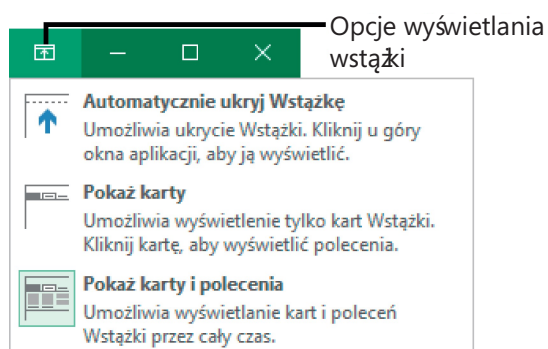 Opcje wyświetlania
wstążki
Automatycznie ukryj Wstążkę
Umożliwia ukrycie Wstążki. Kliknij u góry
okna aplikacji, aby ją wyświetlić.
Pokaż karty
Umożliwia wyświetlenie tylko kart Wstążki.
Kliknij kartę, aby wyświetlić polecenia.
Pokaż karty i polecenia
Umożliwia wyświetlanie kart i poleceń
Wstążki przez cały czas.